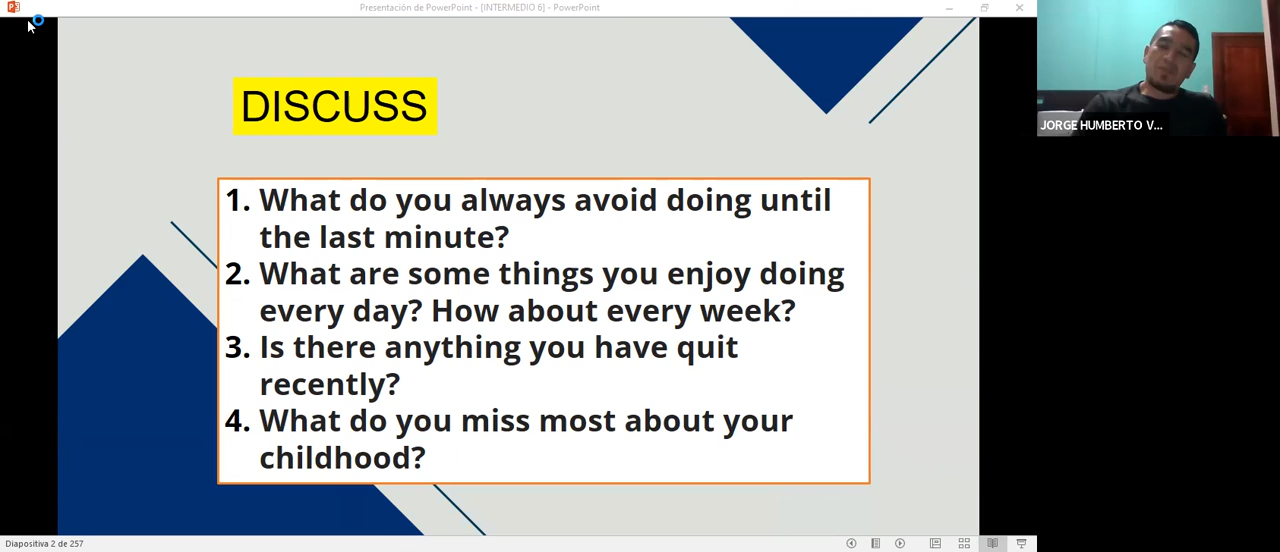 Presentación de PowerPoint - [INTERMEDIO 6] - PowerPoint
DISCUSS
1. What do you always avoid doing until
the last minute?
2. What are some things you enjoy doing
every day? How about every week?
3. Is there anything you have quit
recently?
4. What do you miss most about your
childhood?
JORGE HUMBERTO V...
Diapositiva 2 de 257